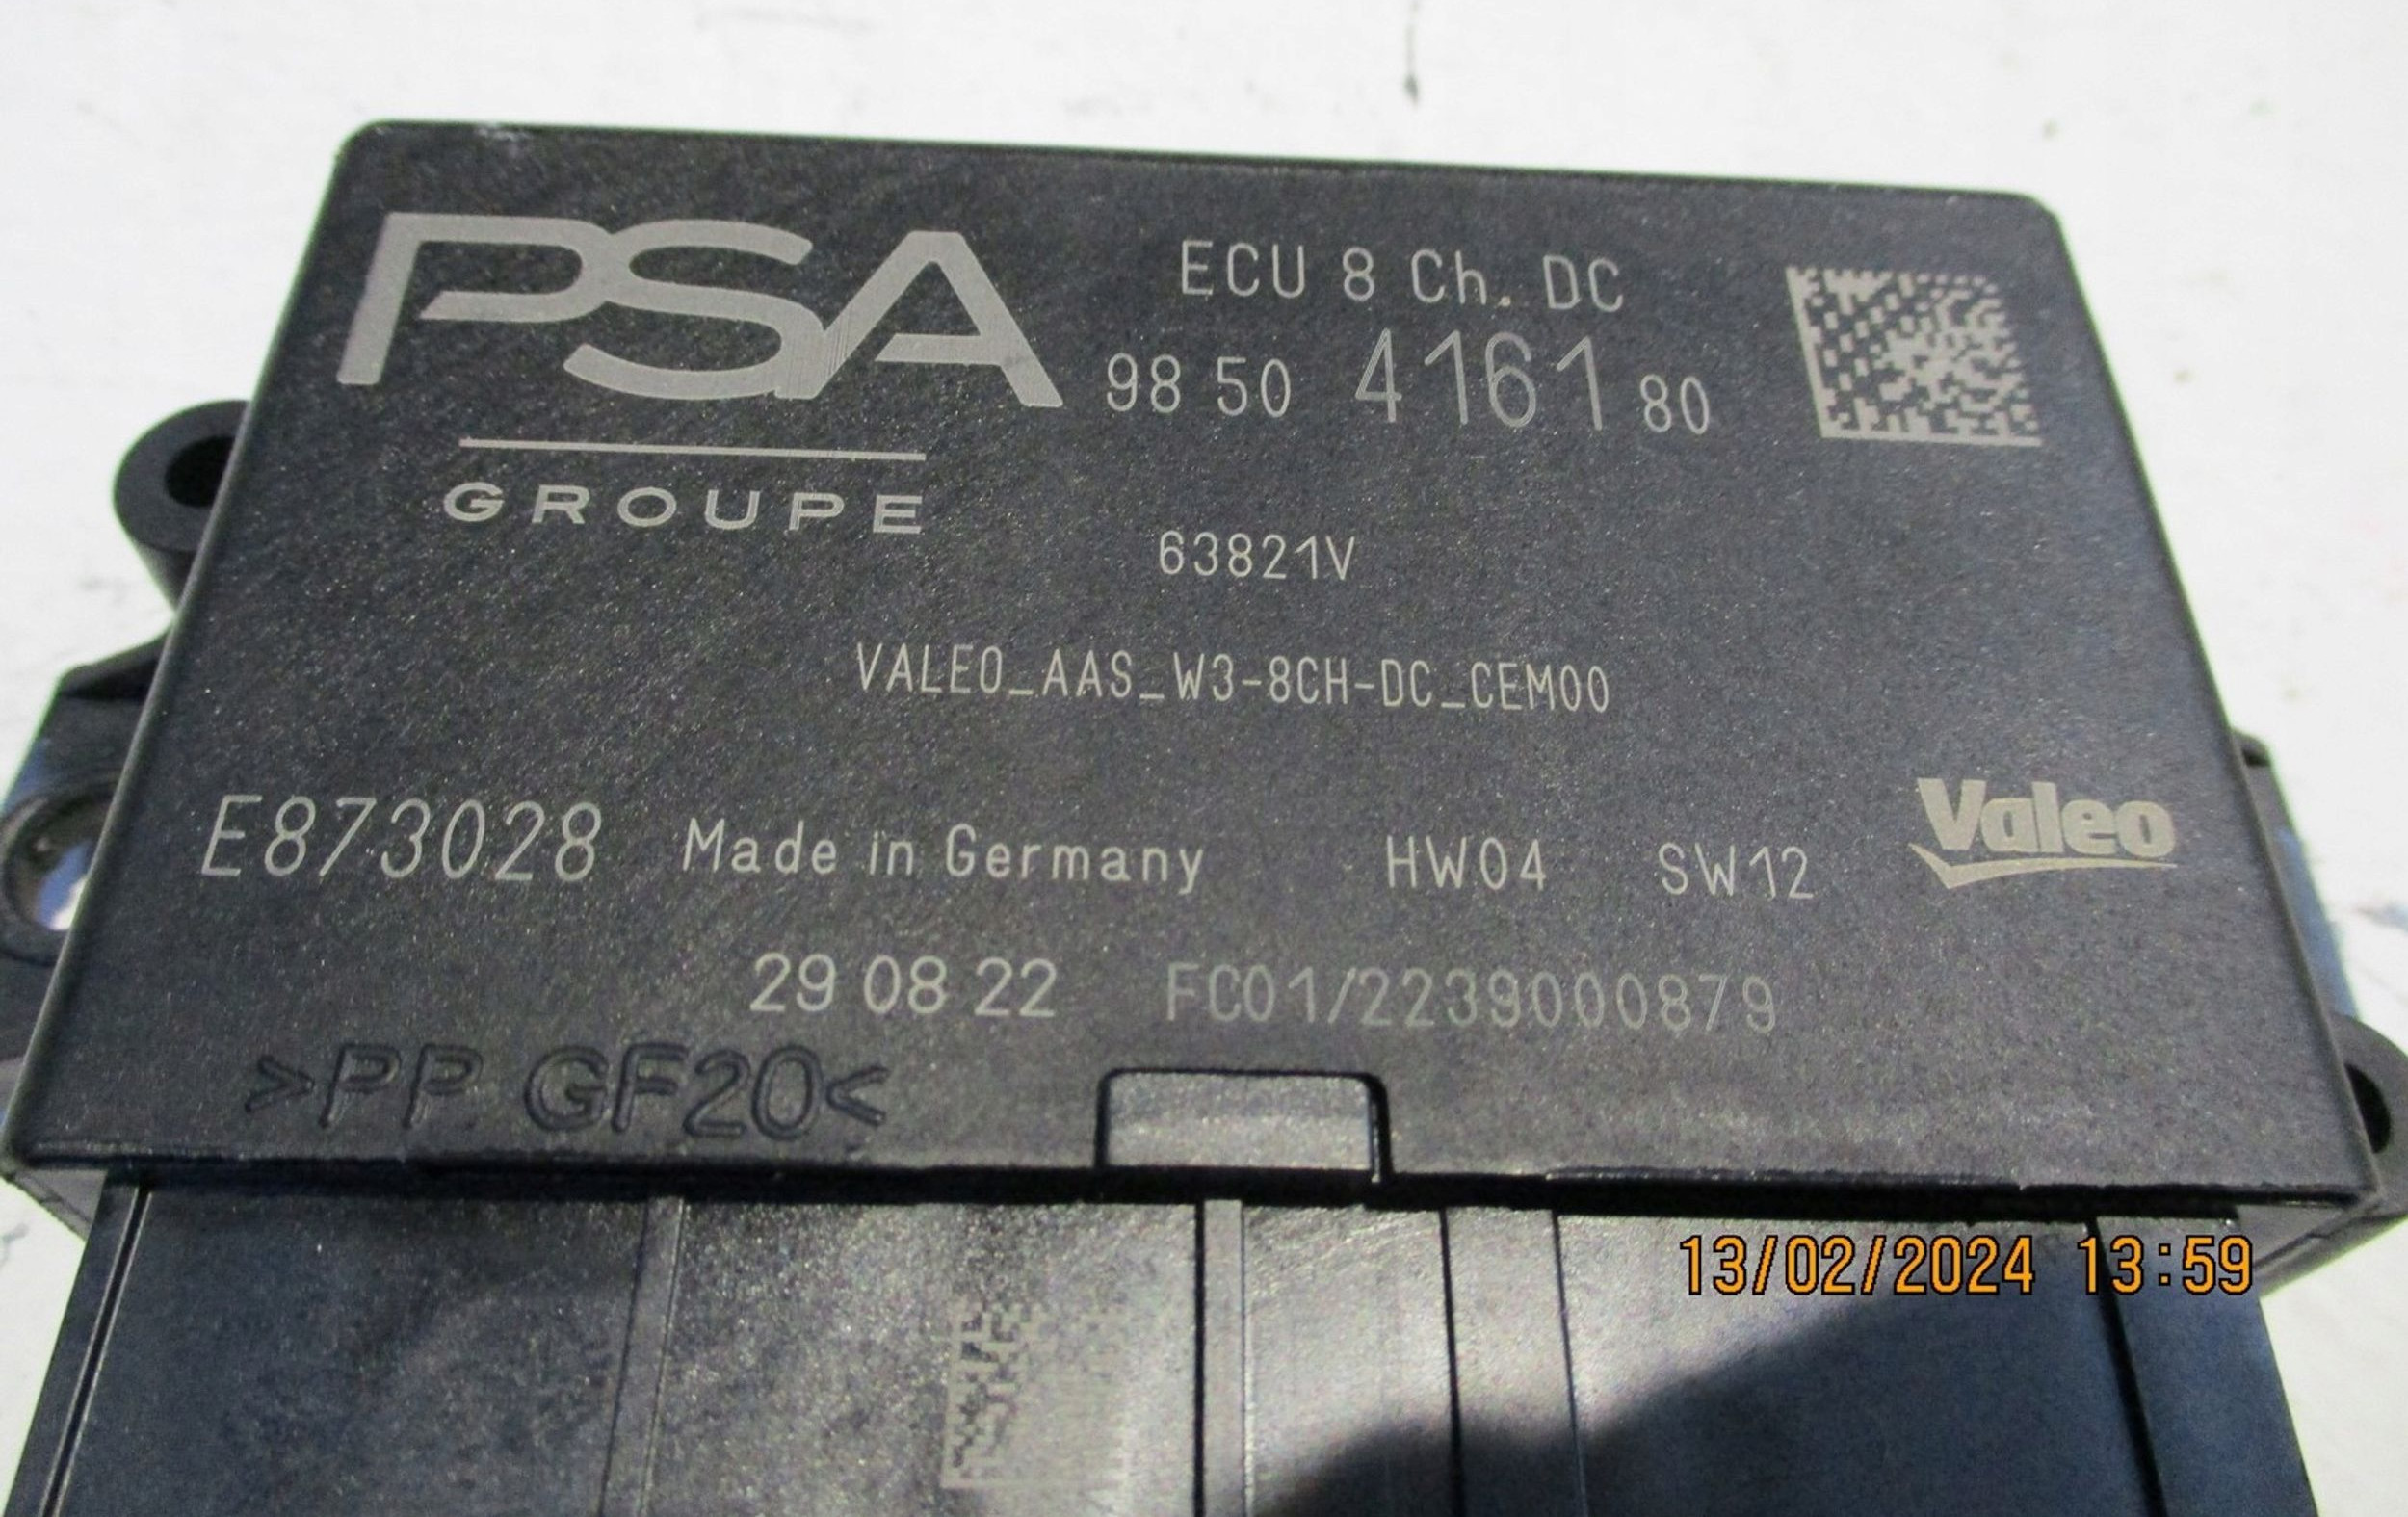 PSA
GROUPE
ECU 8 Ch. DC
98 50 4161 80
63821V
VALEO_AAS_W3-8CH-DC_CEM00
E873028 Made in Germany HW04 SW12 Valeo
29 08 22 FC01/2239000879
>PP GF20<
13/02/2024 13:59